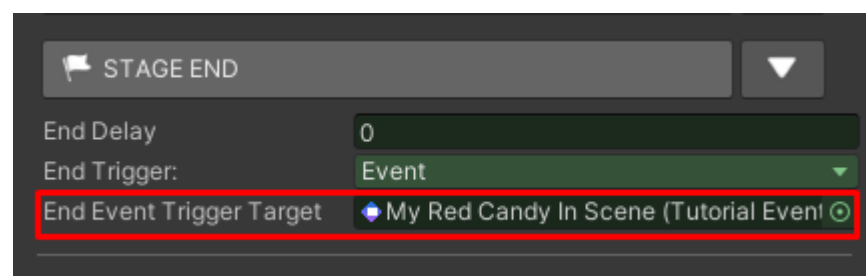 STAGE END
End Delay 0
End Trigger: Event
End Event Trigger Target My Red Candy In Scene (Tutorial Event